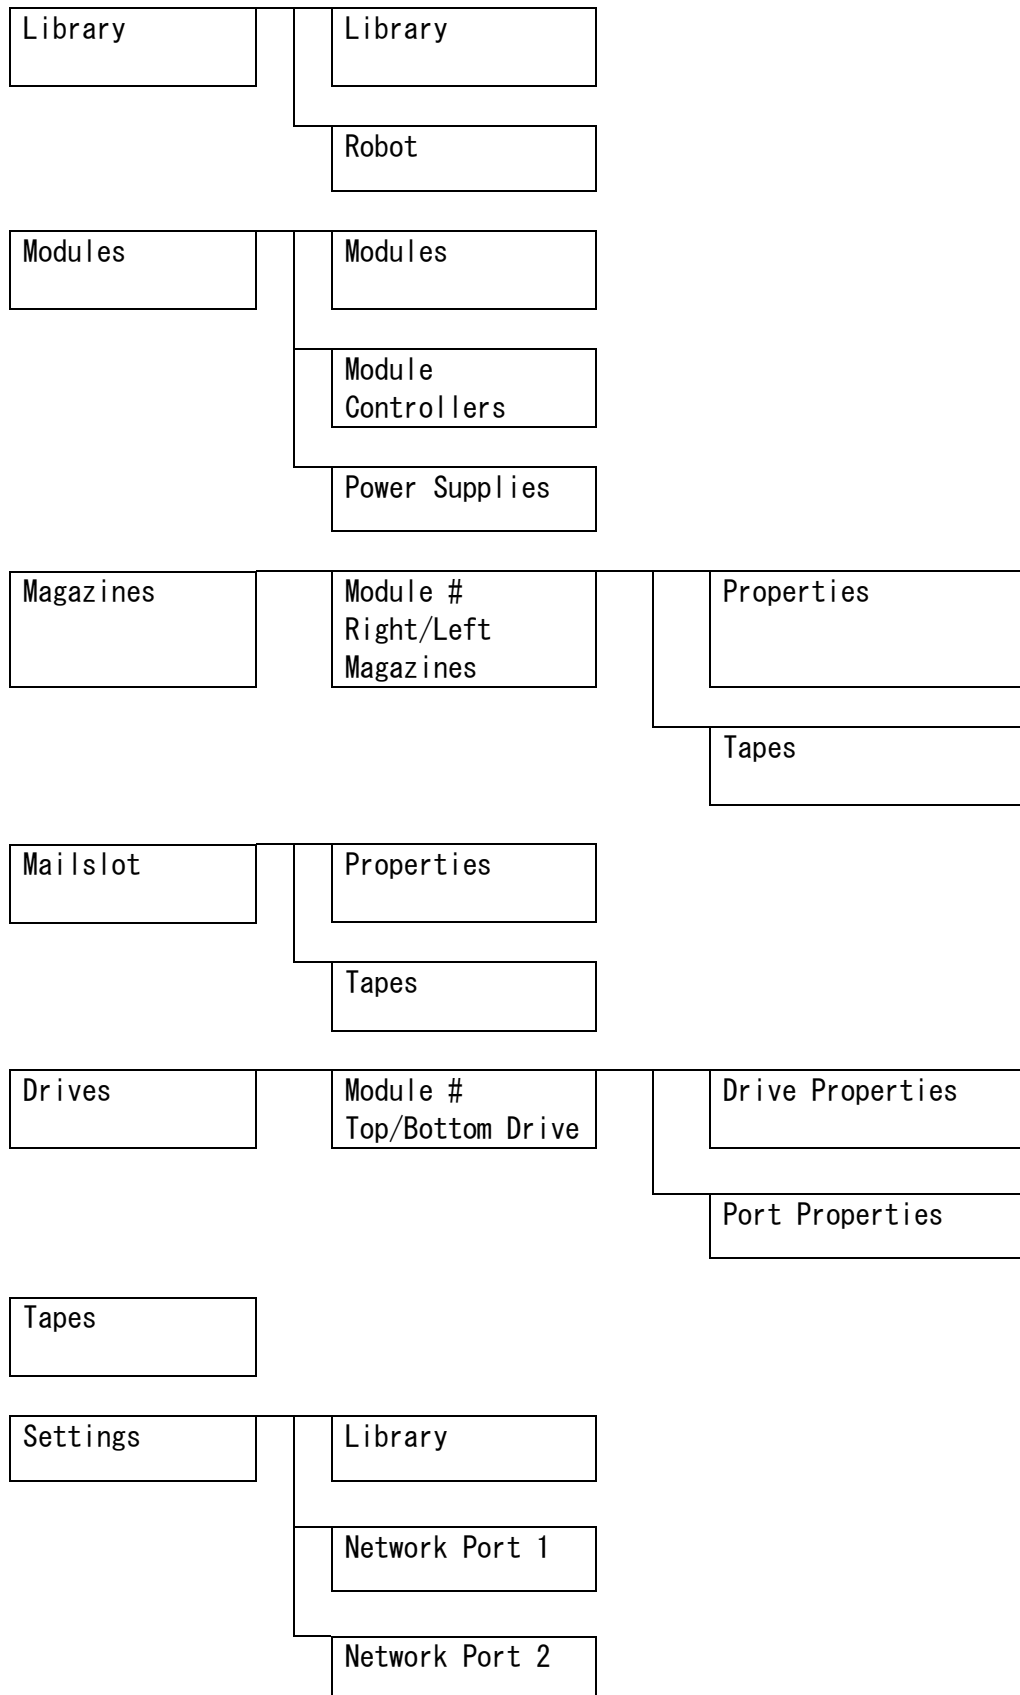 Library
Library
Robot
Modules
Modules
Module
Controllers
Power Supplies
Magazines
Module #
Right/Left
Magazines
Properties
Tapes
Mailslot
Properties
Tapes
Drives
Module #
Top/Bottom Drive
Drive Properties
Port Properties
Tapes
Settings
Library
Network Port 1
Network Port 2